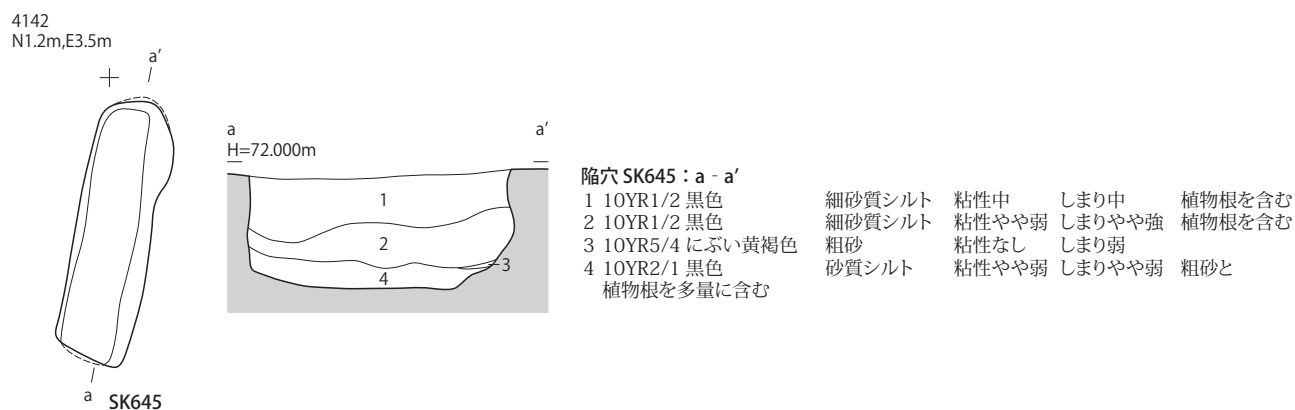 4142
N1.2m,E3.5m
a'
a
SK645
a
a'
H=72.000m
1
2
3
4
陥穴 SK645：a - a'
1 10YR1/2 黒色 細砂質シルト 粘性中 しまり中 植物根を含む
2 10YR1/2 黒色 細砂質シルト 粘性やや弱 しまりやや強 植物根を含む
3 10YR5/4 にぶい黄褐色 粗砂 粘性なし しまり弱
4 10YR2/1 黒色 砂質シルト 粘性やや弱 しまりやや弱 粗砂と
植物根を多量に含む